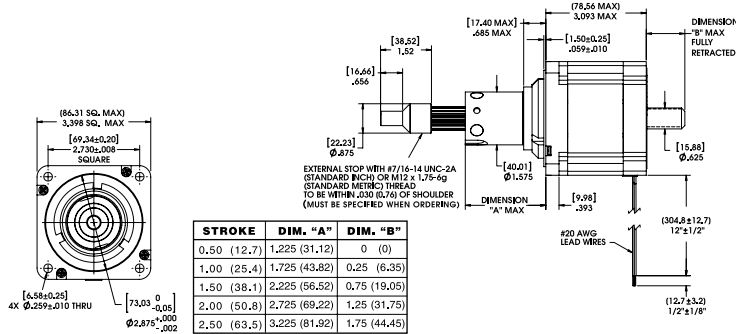 (78,56 MAX)
3.093 MAX
[17.40 MAX]
.685 MAX
DIMENSION
"B" MAX
FULLY
RETRACTED
[38.52]
1.52
[1.50±0.25]
.059±.010
[16.66]
.656
(86.31 SQ. MAX)
3.398 SQ. MAX
[69.34±0.20]
2.730±.008
SQUARE
[22.23]
Ø.875
[15.88]
Ø.625
[40.01]
Ø1.575
EXTERNAL STOP WITH #7/16-14 UNC-2A
(STANDARD INCH) OR M12 x 1.75-6g
(STANDARD METRIC) THREAD
TO BE WITHIN .030 (0.76) OF SHOULDER
(MUST BE SPECIFIED WHEN ORDERING)
DIMENSION
"A" MAX
[9.98]
.393
(304,8±12,7)
12"±1/2"
#20 AWG
LEAD WIRES
(12.7±3.2)
1/2"±1/8"
STROKE DIM. "A" DIM. "B"
0.50 (12.7) 1.225 (31.12) 0 (0)
1.00 (25.4) 1.725 (43.82) 0.25 (6.35)
1.50 (38.1) 2.225 (56.52) 0.75 (19.05)
2.00 (50.8) 2.725 (69.22) 1.25 (31.75)
2.50 (63.5) 3.225 (81.92) 1.75 (44.45)
[6.58±0.25]
4X Ø.259±.010 THRU
[73.03 0 -0.05]
Ø2.875 +.000 -.002